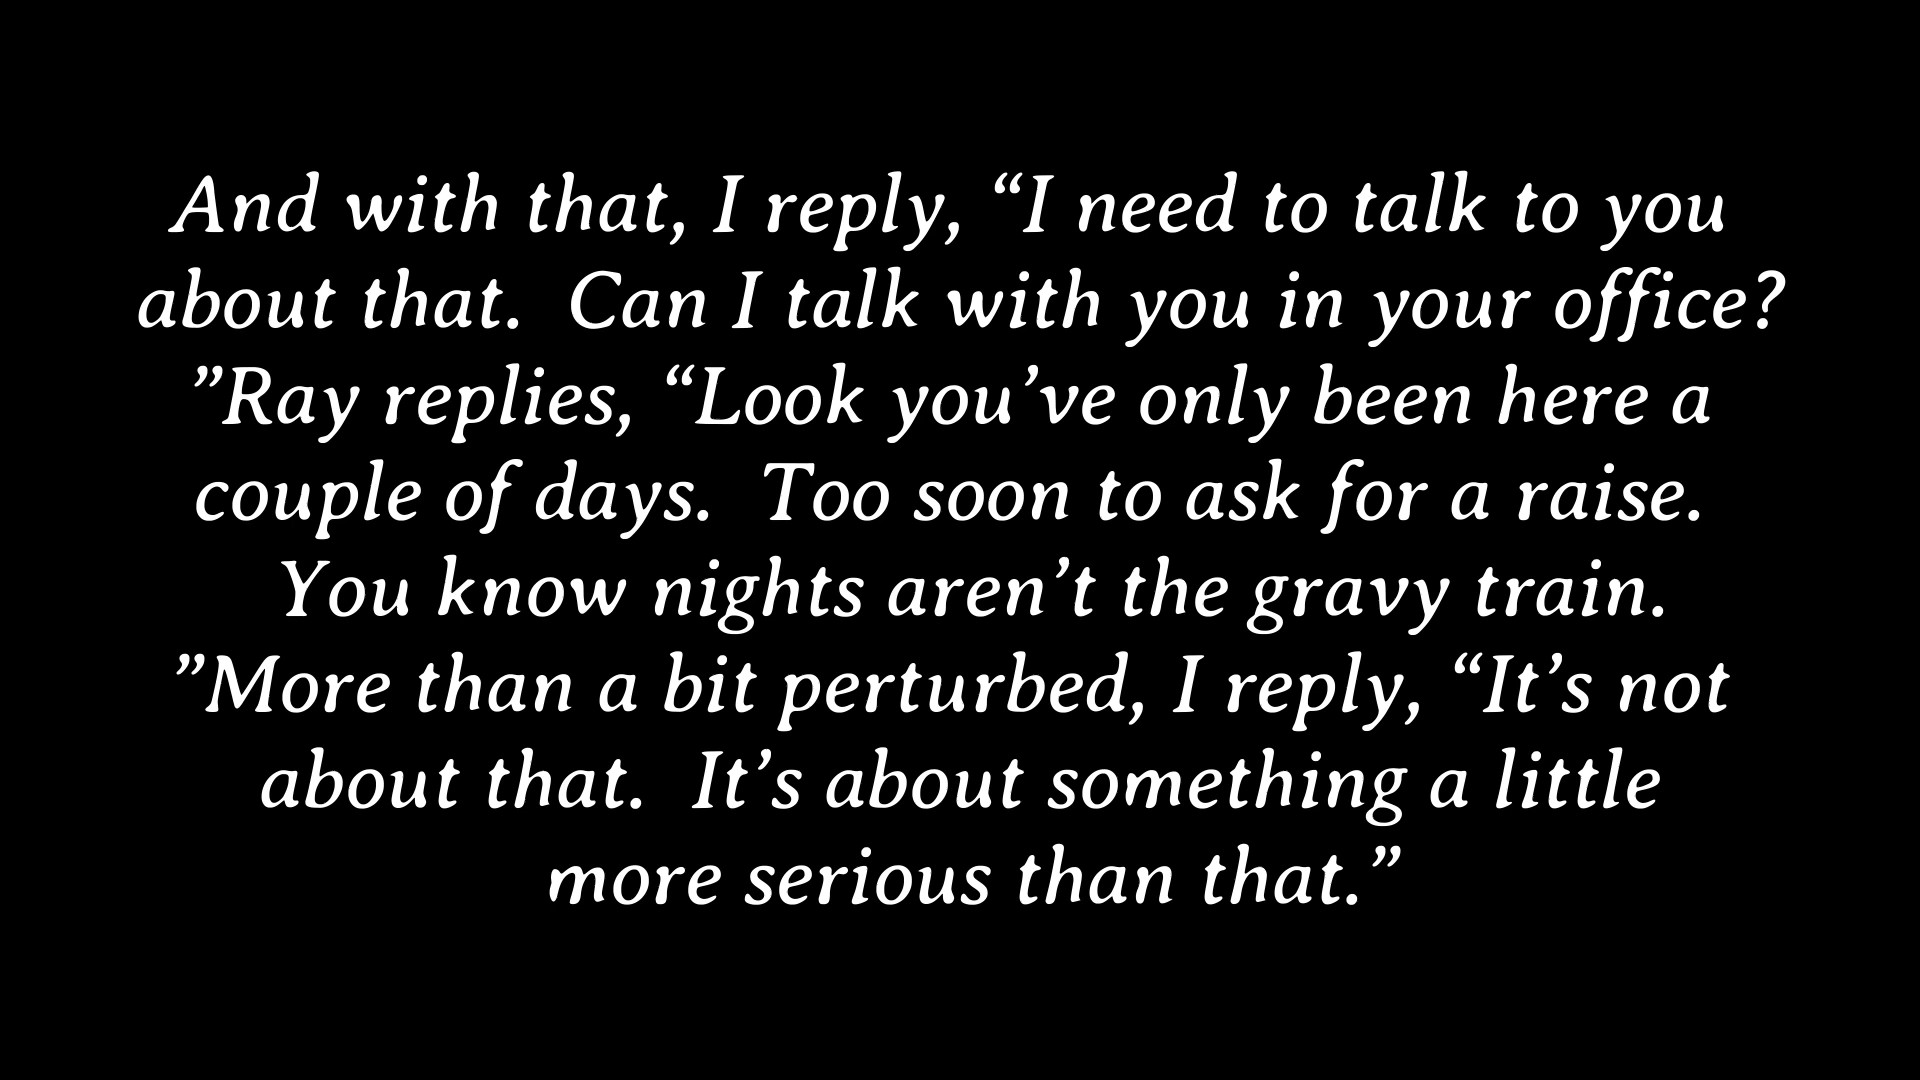 And with that, I reply, “I need to talk to you
about that.  Can I talk with you in your office?
”Ray replies, “Look you’ve only been here a
couple of days.  Too soon to ask for a raise.
You know nights aren’t the gravy train.
”More than a bit perturbed, I reply, “It’s not
about that.  It’s about something a little
more serious than that.”